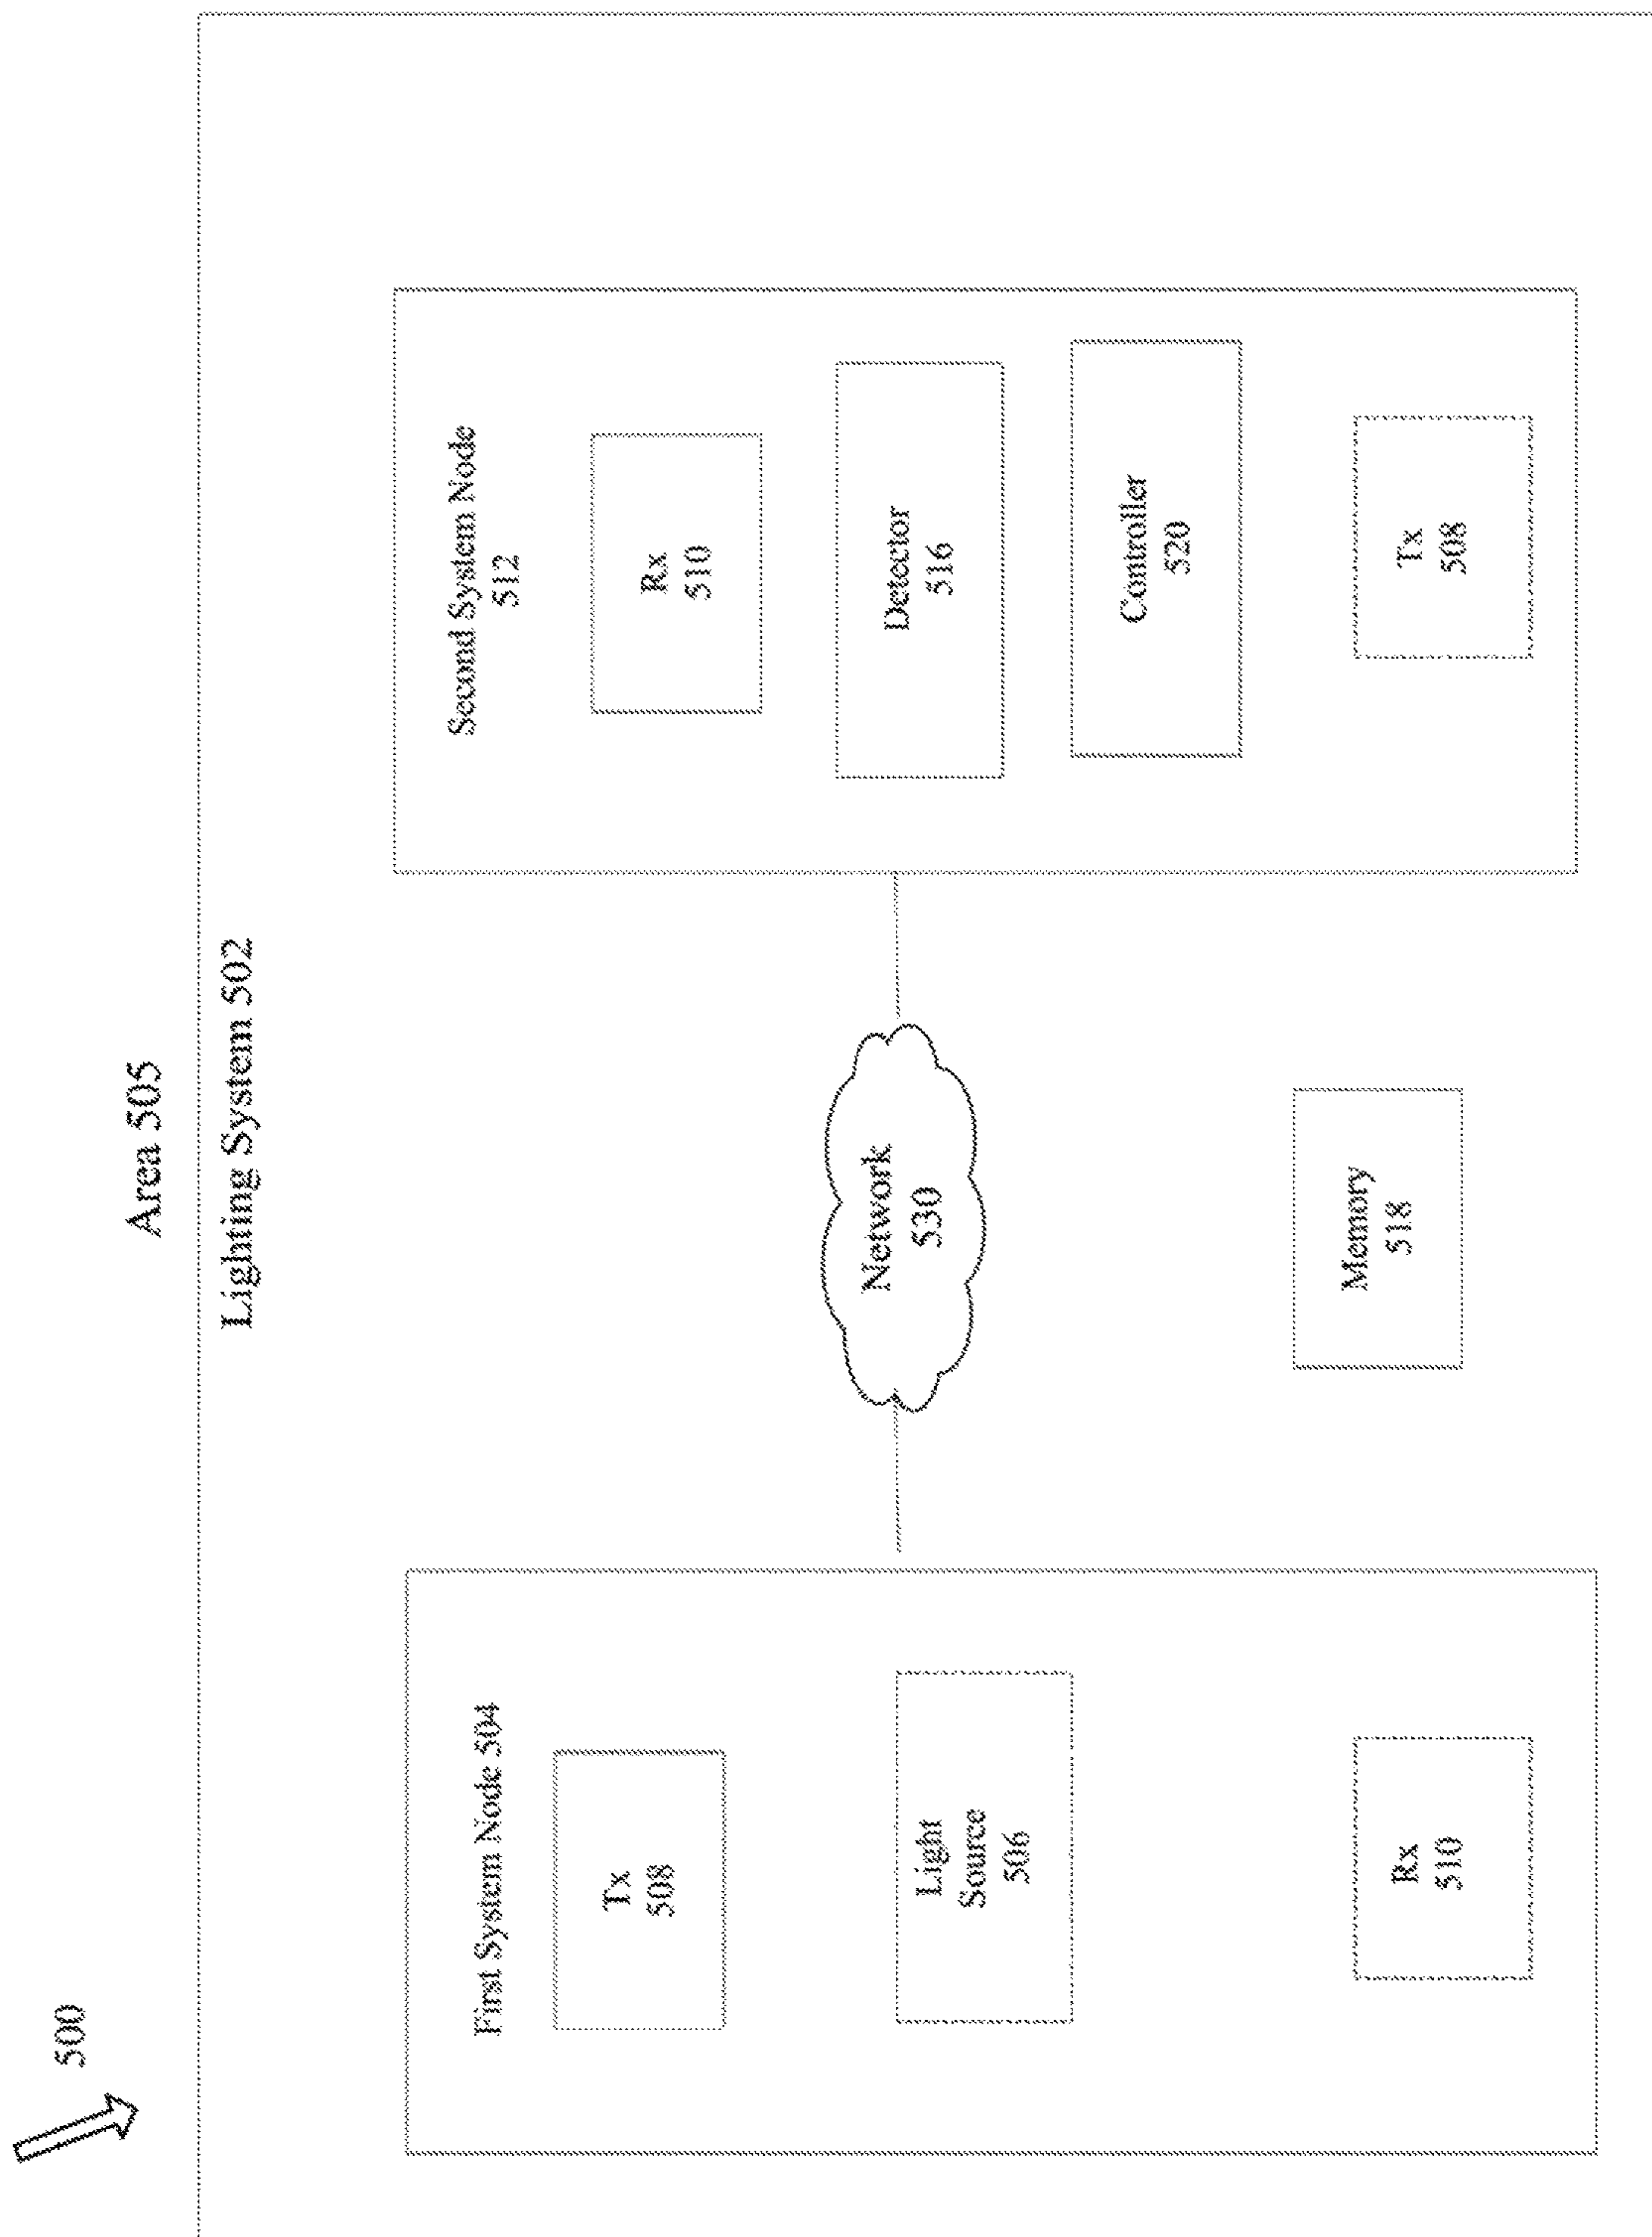 500
Area 505
Lighting System 502
First System Node 504
Tx
508
Light
Source
506
Rx
510
Network
530
Memory
518
Second System Node
512
Rx
510
Detector
516
Controller
520
Tx
508